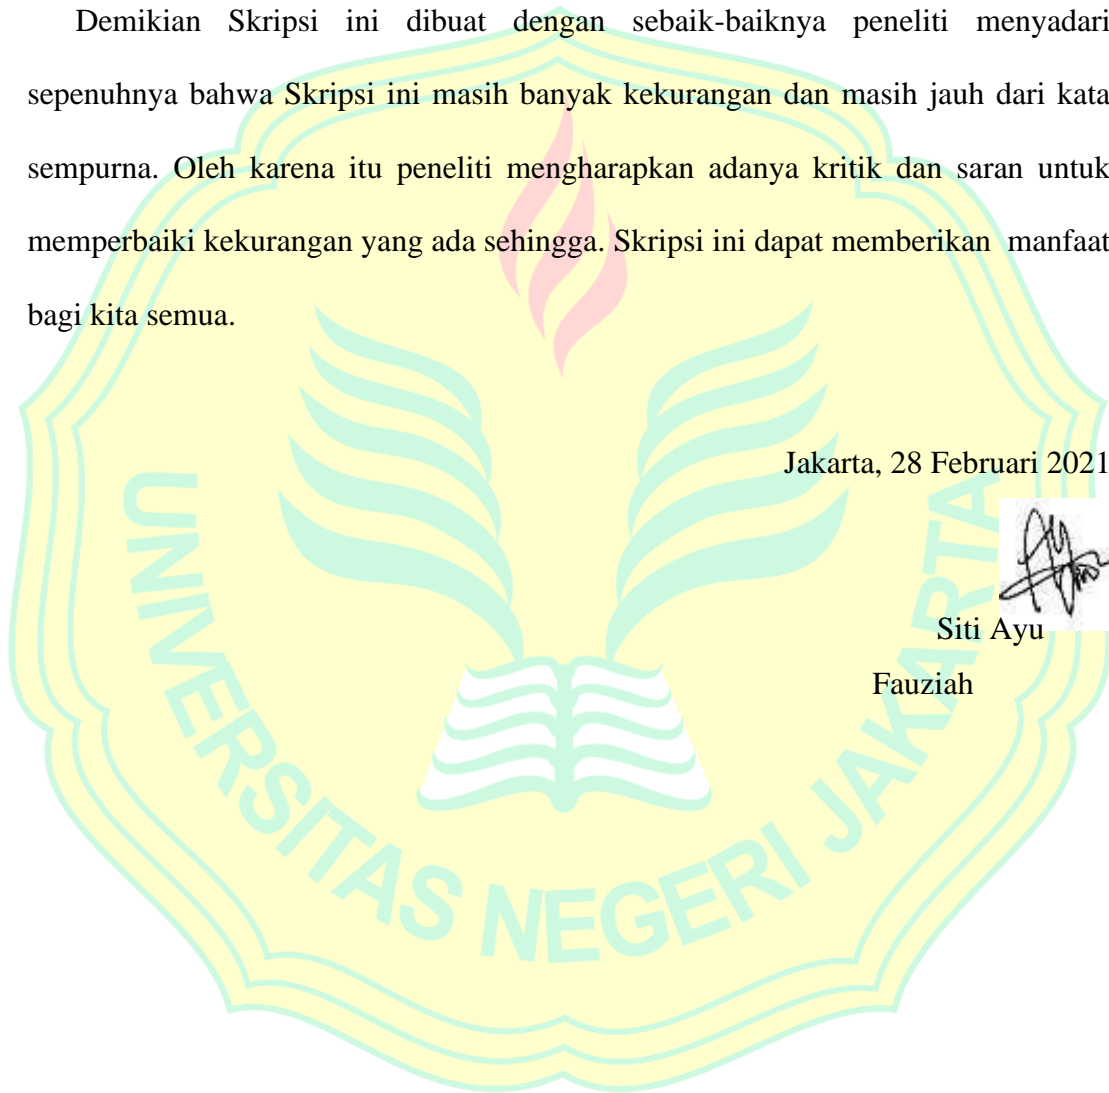 Demikian Skripsi ini dibuat dengan sebaik-baiknya peneliti menyadari
sepenuhnya bahwa Skripsi ini masih banyak kekurangan dan masih jauh dari kata
sempurna. Oleh karena itu peneliti mengharapkan adanya kritik dan saran untuk
memperbaiki kekurangan yang ada sehingga. Skripsi ini dapat memberikan manfaat
bagi kita semua.
Jakarta, 28 Februari 2021
Siti Ayu
Fauziah
UNIVERSITAS NEGERI JAKARTA